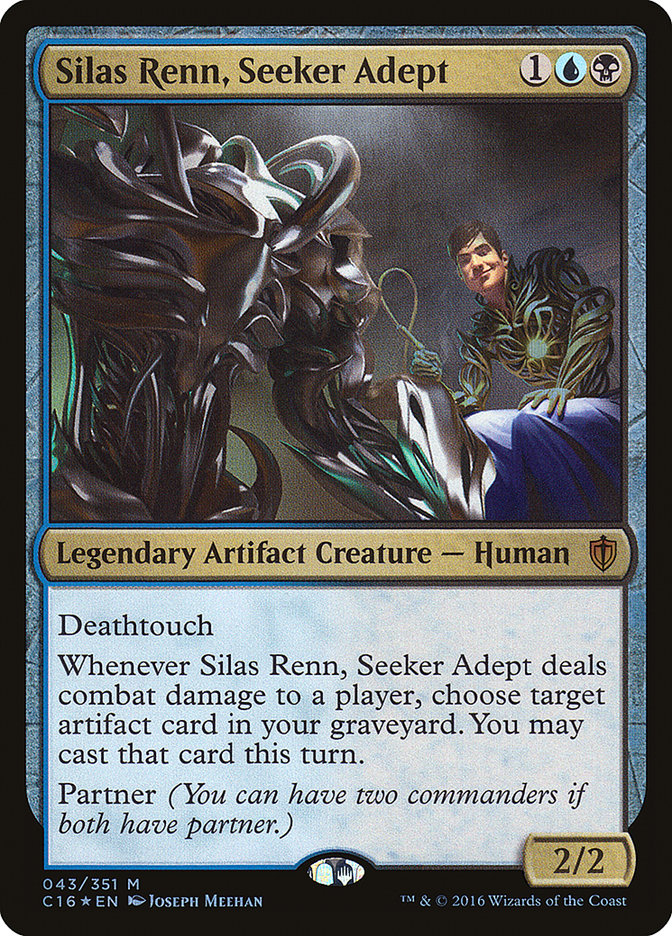 Silas Renn, Seeker Adept 1
Legendary Artifact Creature — Human
Deathtouch
Whenever Silas Renn, Seeker Adept deals
combat damage to a player, choose target
artifact card in your graveyard. You may
cast that card this turn.
Partner (You can have two commanders if
both have partner.)
2/2
043/351 M
C16★EN Joseph Meehan
™ & © 2016 Wizards of the Coast